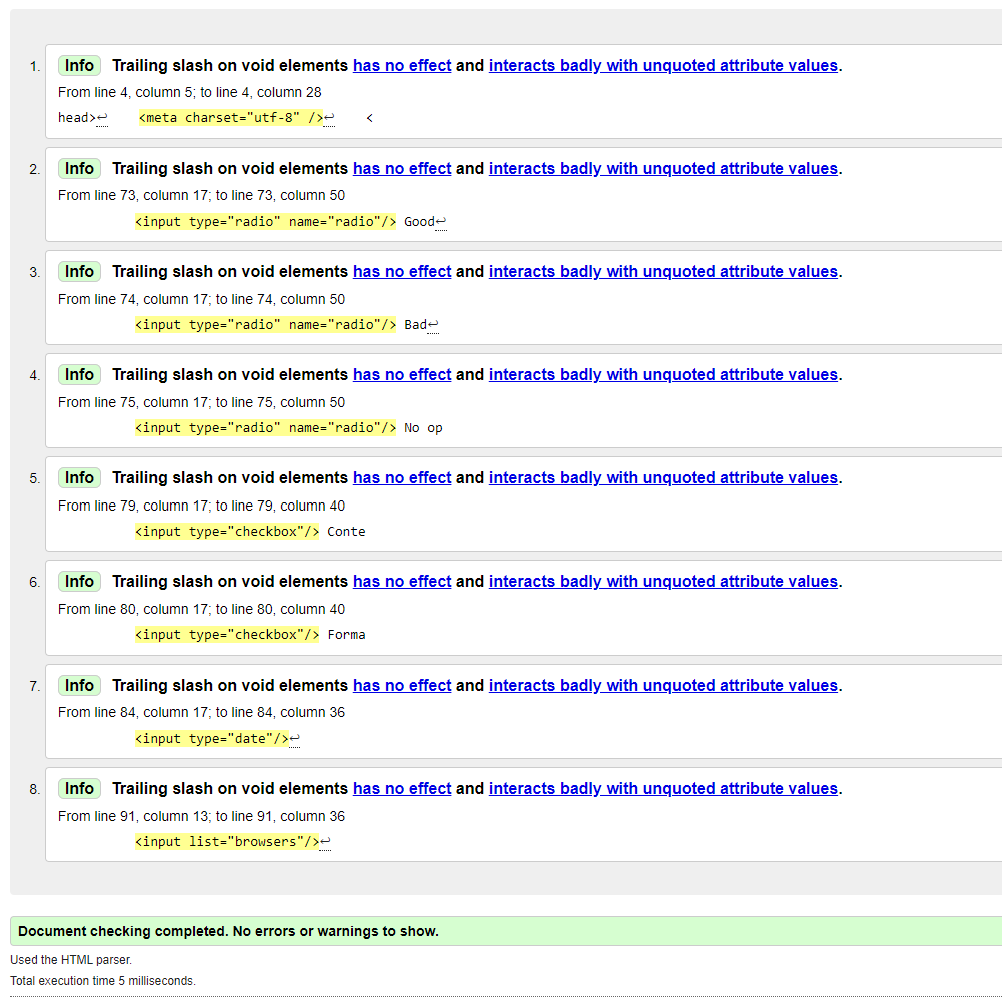 1. Info Trailing slash on void elements has no effect and interacts badly with unquoted attribute values.
From line 4, column 5; to line 4, column 28
head>↩    <meta charset="utf-8" />↩    <
2. Info Trailing slash on void elements has no effect and interacts badly with unquoted attribute values.
From line 73, column 17; to line 73, column 50
<input type="radio" name="radio"/> Good↩
3. Info Trailing slash on void elements has no effect and interacts badly with unquoted attribute values.
From line 74, column 17; to line 74, column 50
<input type="radio" name="radio"/> Bad↩
4. Info Trailing slash on void elements has no effect and interacts badly with unquoted attribute values.
From line 75, column 17; to line 75, column 50
<input type="radio" name="radio"/> No op
5. Info Trailing slash on void elements has no effect and interacts badly with unquoted attribute values.
From line 79, column 17; to line 79, column 40
<input type="checkbox"/> Conte
6. Info Trailing slash on void elements has no effect and interacts badly with unquoted attribute values.
From line 80, column 17; to line 80, column 40
<input type="checkbox"/> Forma
7. Info Trailing slash on void elements has no effect and interacts badly with unquoted attribute values.
From line 84, column 17; to line 84, column 36
<input type="date"/>↩
8. Info Trailing slash on void elements has no effect and interacts badly with unquoted attribute values.
From line 91, column 13; to line 91, column 36
<input list="browsers"/>↩
Document checking completed. No errors or warnings to show.
Used the HTML parser.
Total execution time 5 milliseconds.